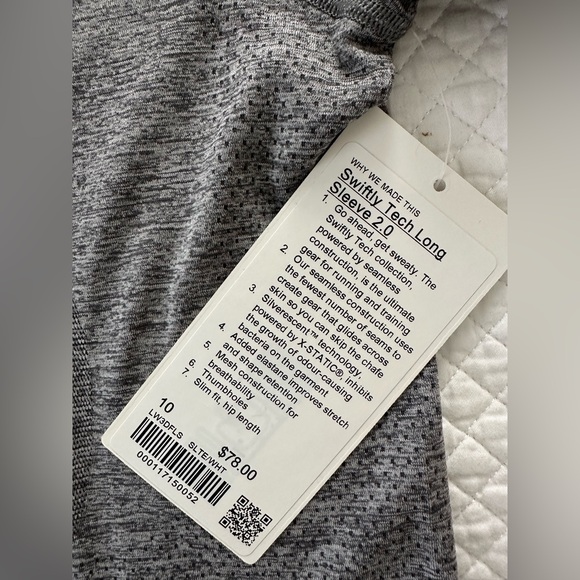 WHY WE MADE THIS
Swiftly Tech Long
Sleeve 2.0
1. Go ahead, get sweaty. The
Swiftly Tech collection,
powered by seamless
construction, is the ultimate
gear for running and training
2 Our seamless construction uses
the fewest number of seams to
create gear that glides across
skin so you can skip the chafe
3. Silverescent™ technology,
powered by X-STATIC® inhibits
the growth of odour-causing
bacteria on the garment
4. Added elastane improves stretch
and shape retention
5. Mesh construction for
breathability
6. Thumbholes
7. Slim fit, hip length
10
LW3DFLS SLTE/WHT
$78.00
000117150052